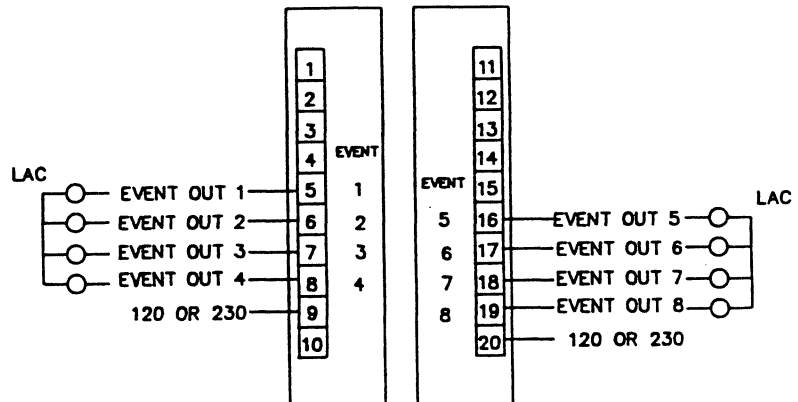 1
2
3
4
5
6
7
8
9
10
EVENT
1
2
3
4
LAC
EVENT OUT 1
EVENT OUT 2
EVENT OUT 3
EVENT OUT 4
120 OR 230
11
12
13
14
15
16
17
18
19
20
EVENT
5
6
7
8
LAC
EVENT OUT 5
EVENT OUT 6
EVENT OUT 7
EVENT OUT 8
120 OR 230